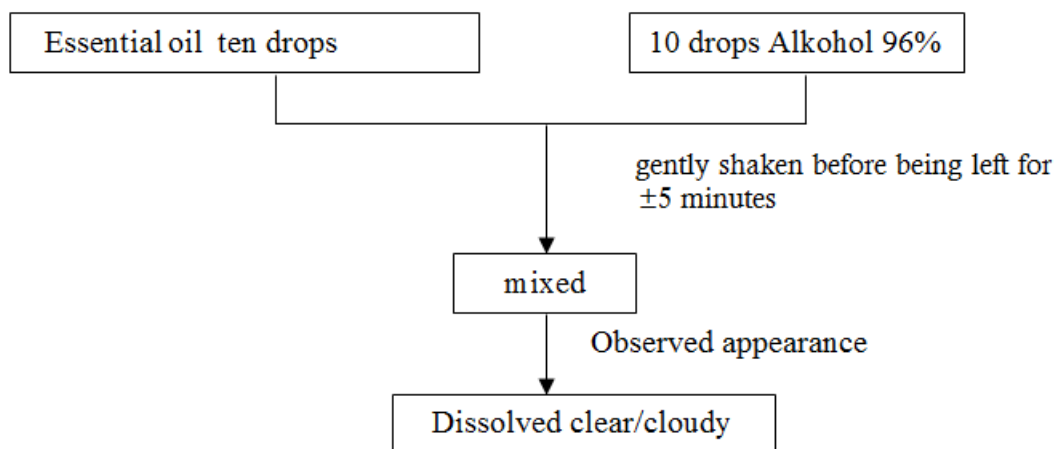 Essential oil ten drops
10 drops Alkohol 96%
gently shaken before being left for
±5 minutes
mixed
Observed appearance
Dissolved clear/cloudy